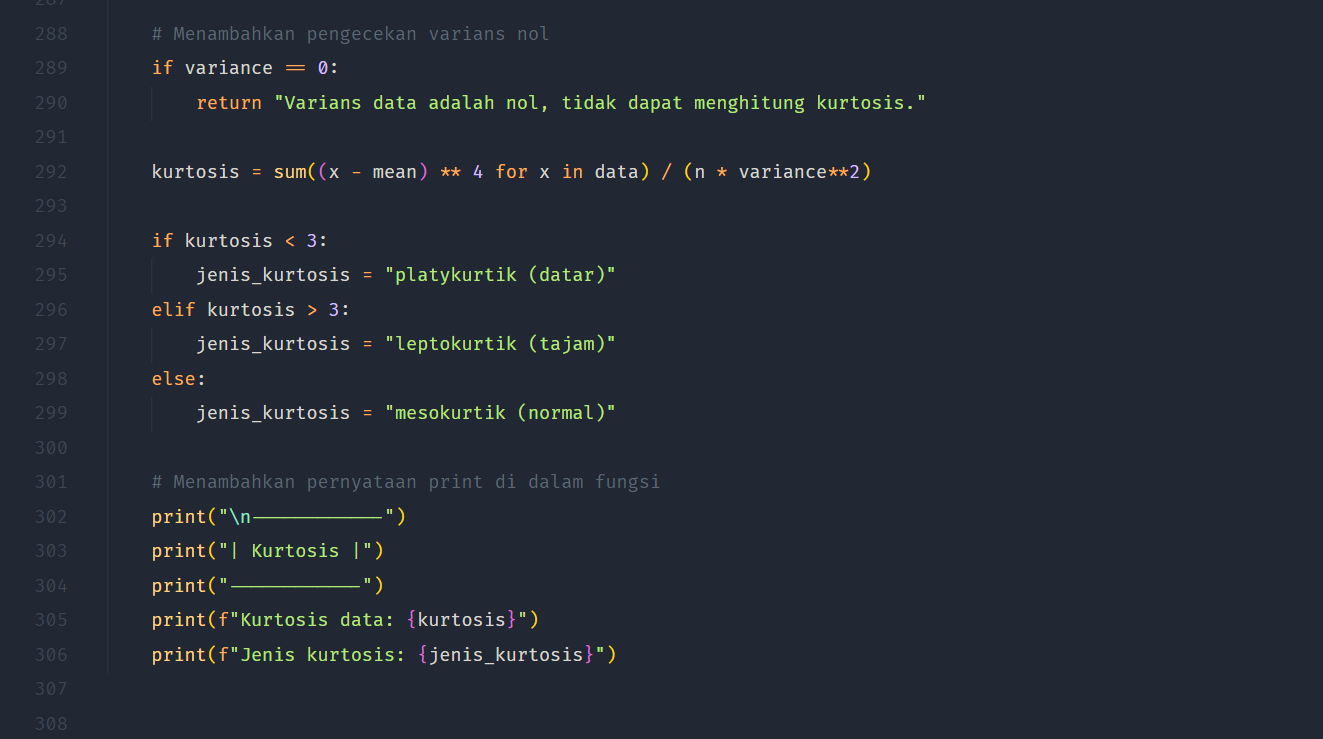 287
288 # Menambahkan pengecekan varians nol
289 if variance == 0:
290 return "Varians data adalah nol, tidak dapat menghitung kurtosis."
291
292 kurtosis = sum((x - mean) ** 4 for x in data) / (n * variance**2)
293
294 if kurtosis < 3:
295 jenis_kurtosis = "platykurtik (datar)"
296 elif kurtosis > 3:
297 jenis_kurtosis = "leptokurtik (tajam)"
298 else:
299 jenis_kurtosis = "mesokurtik (normal)"
300
301 # Menambahkan pernyataan print di dalam fungsi
302 print("\n------------")
303 print("| Kurtosis |")
304 print("------------")
305 print(f"Kurtosis data: {kurtosis}")
306 print(f"Jenis kurtosis: {jenis_kurtosis}")
307
308